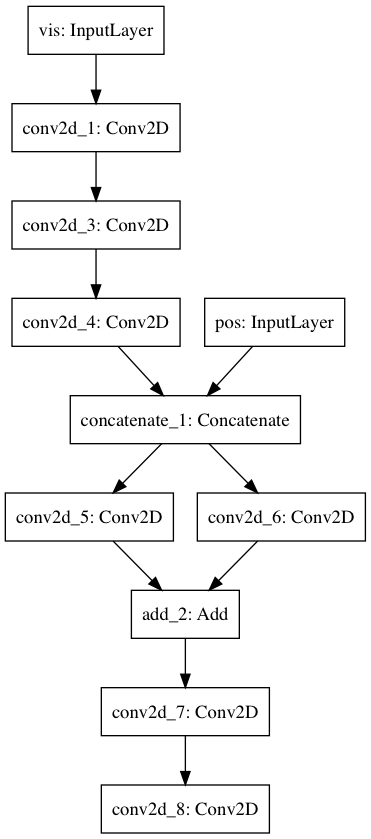 vis: InputLayer
conv2d_1: Conv2D
conv2d_3: Conv2D
conv2d_4: Conv2D
pos: InputLayer
concatenate_1: Concatenate
conv2d_5: Conv2D
conv2d_6: Conv2D
add_2: Add
conv2d_7: Conv2D
conv2d_8: Conv2D